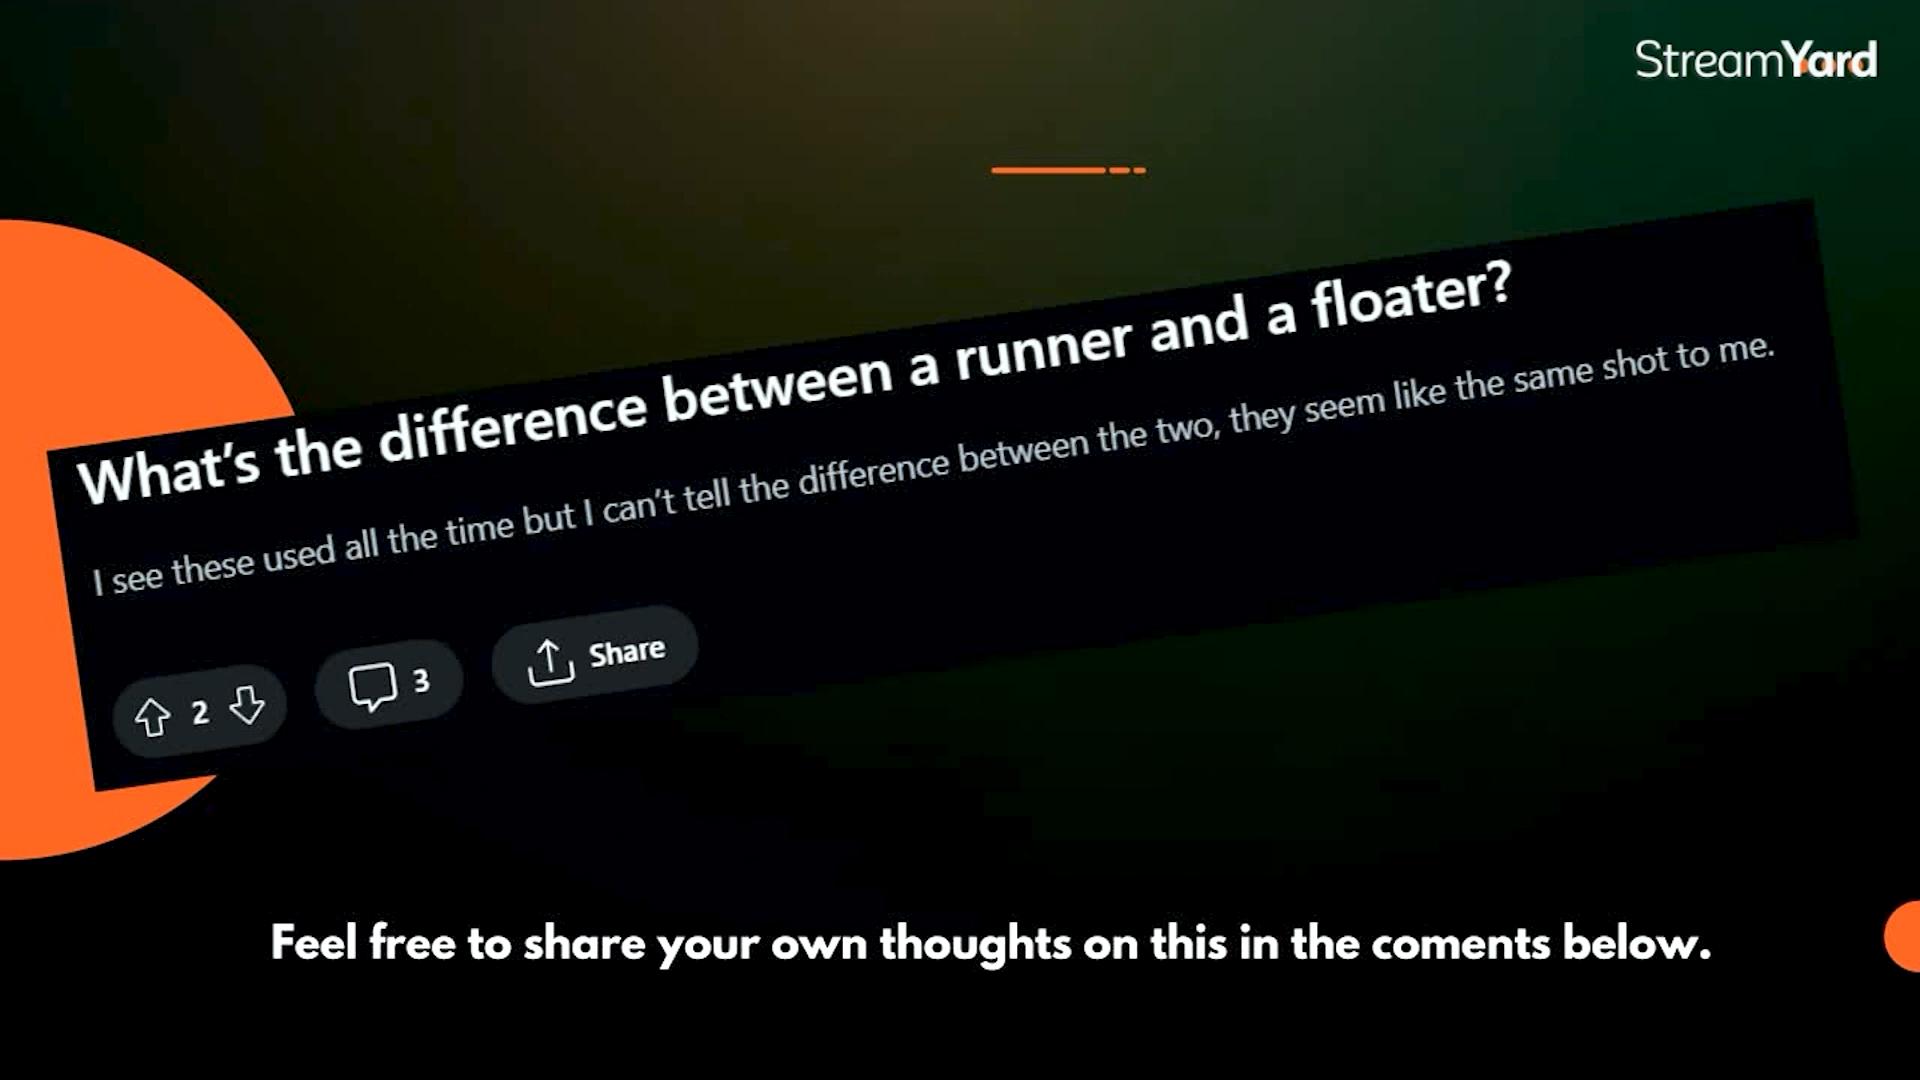 StreamYard
What's the difference between a runner and a floater?
I see these used all the time but I can't tell the difference between the two, they seem like the same shot to me.
2
3
Share
Feel free to share your own thoughts on this in the coments below.